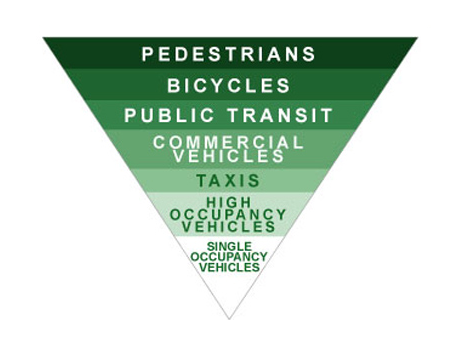 PEDESTRIANS
BICYCLES
PUBLIC TRANSIT
COMMERCIAL
VEHICLES
TAXIS
HIGH
OCCUPANCY
VEHICLES
SINGLE
OCCUPANCY
VEHICLES